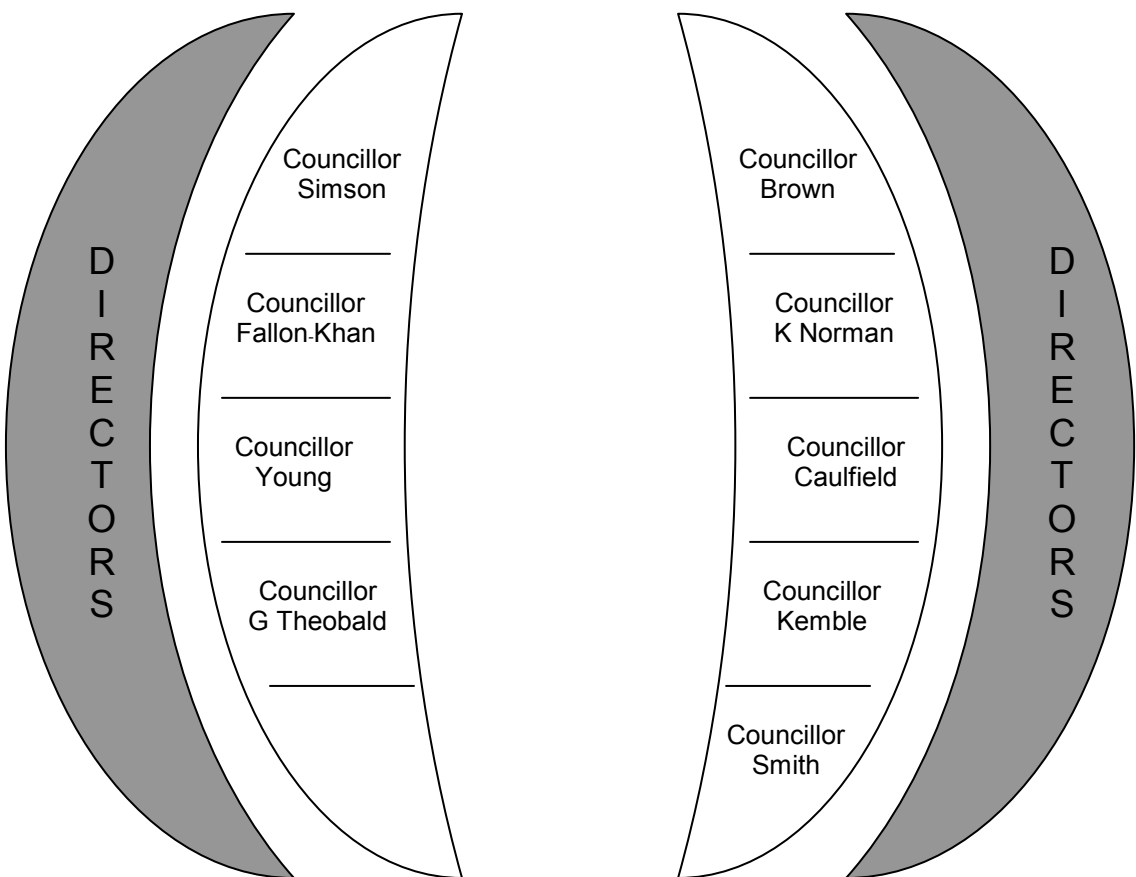 D
I
R
E
C
T
O
R
S
Councillor
Simson
Councillor
Fallon-Khan
Councillor
Young
Councillor
G Theobald
Councillor
Brown
Councillor
K Norman
Councillor
Caulfield
Councillor
Kemble
Councillor
Smith
D
I
R
E
C
T
O
R
S